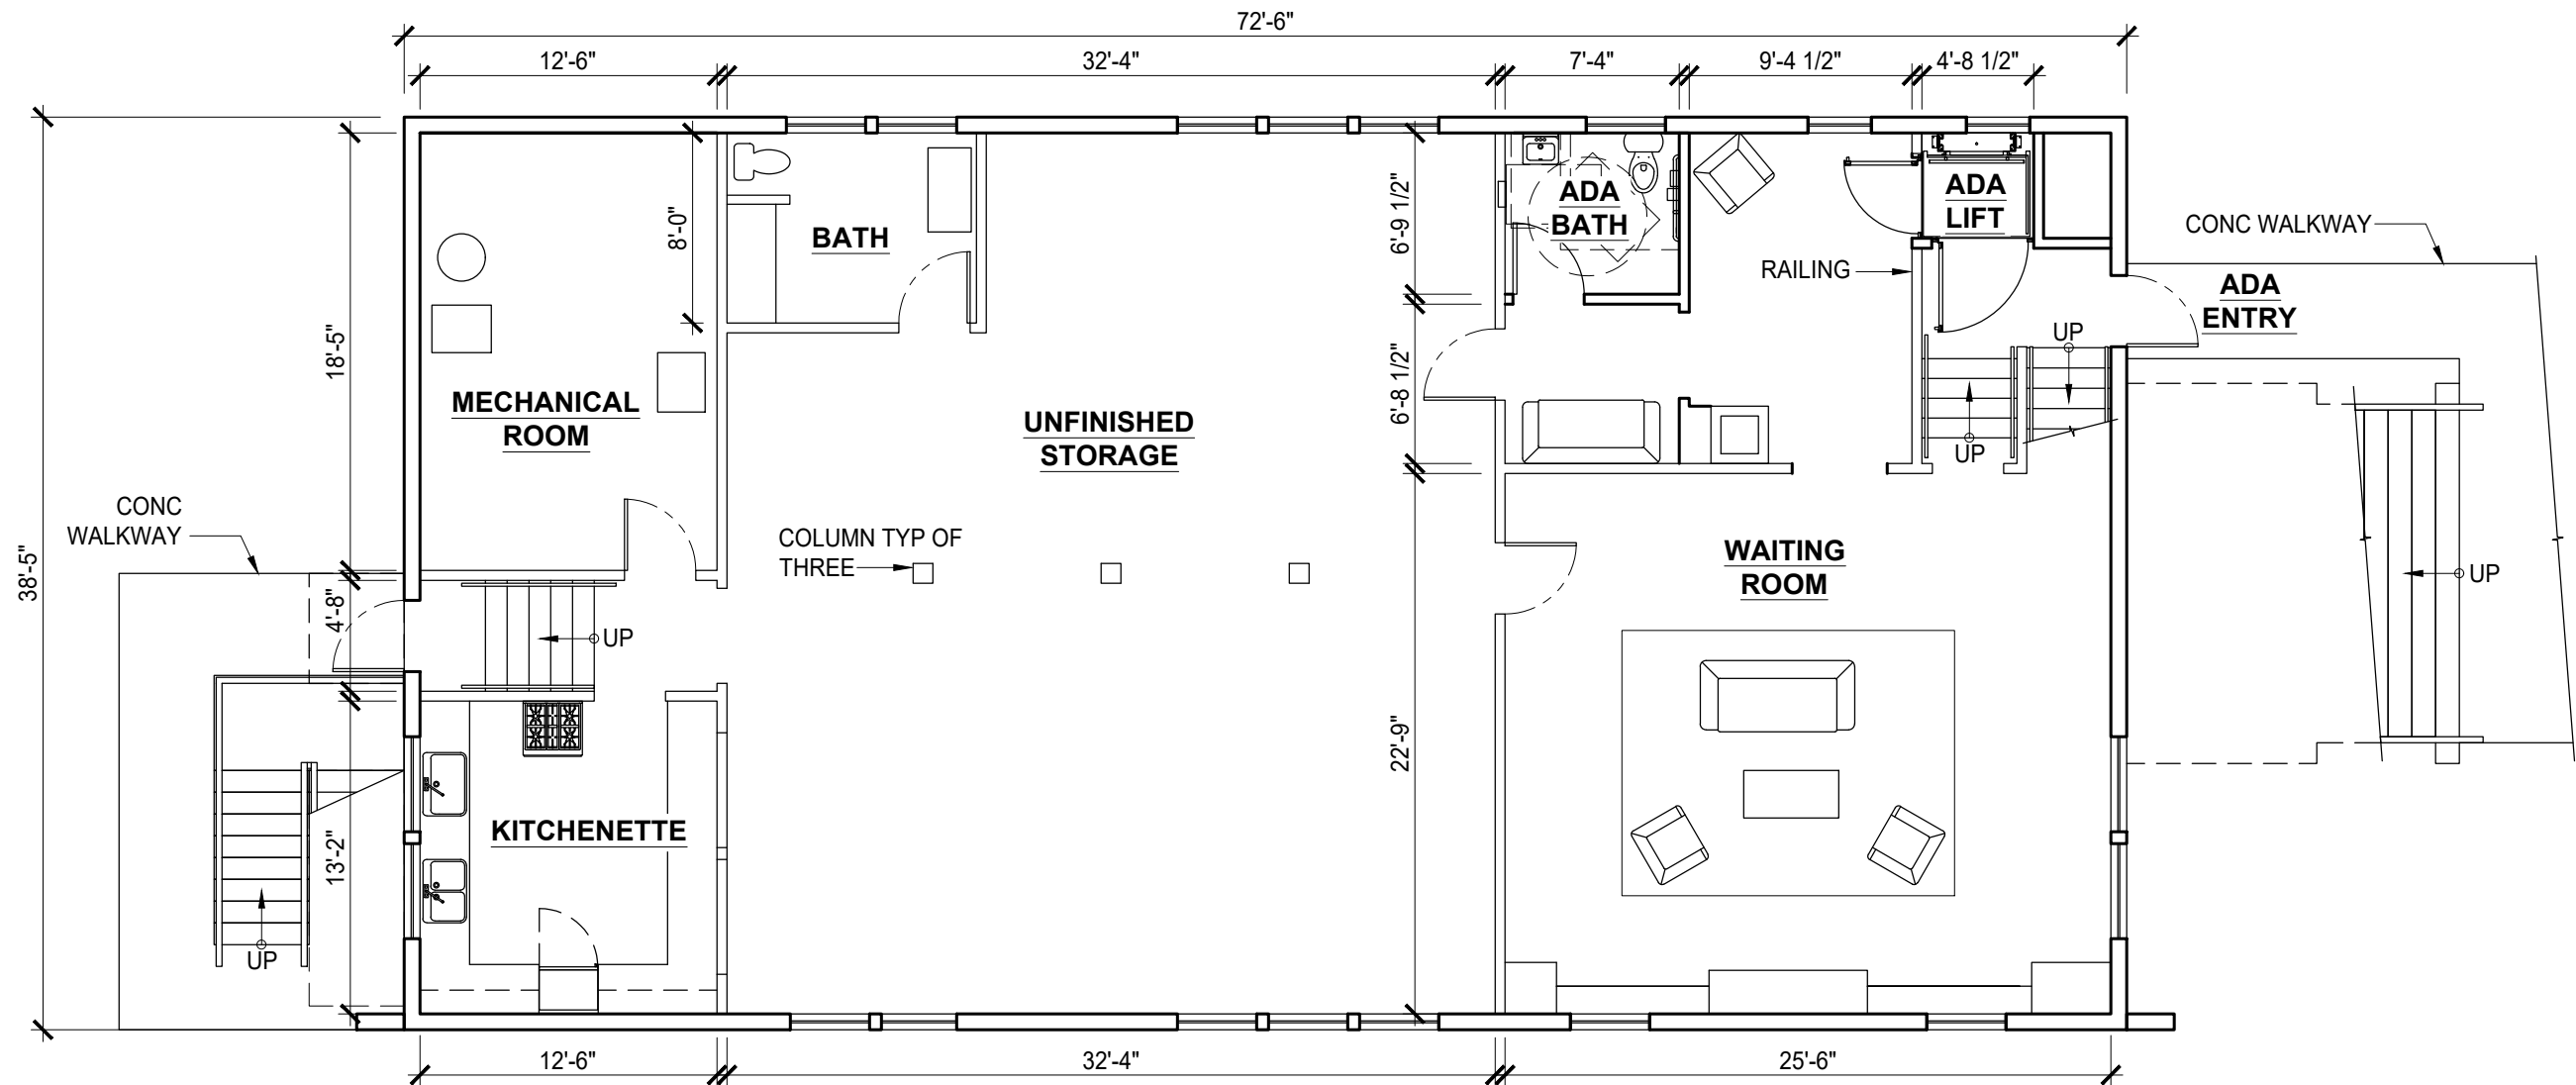 72'-6"
12'-6"
32'-4"
7'-4"
9'-4 1/2"
4'-8 1/2"
38'-5"
18'-5"
8'-0"
6'-9 1/2"
BATH
ADA
BATH
ADA
LIFT
CONC WALKWAY
RAILING
ADA
ENTRY
UP
MECHANICAL
ROOM
UNFINISHED
STORAGE
6'-8 1/2"
UP
CONC
WALKWAY
COLUMN TYP OF
THREE
WAITING
ROOM
UP
4'-8"
UP
22'-9"
KITCHENETTE
13'-2"
UP
12'-6"
32'-4"
25'-6"